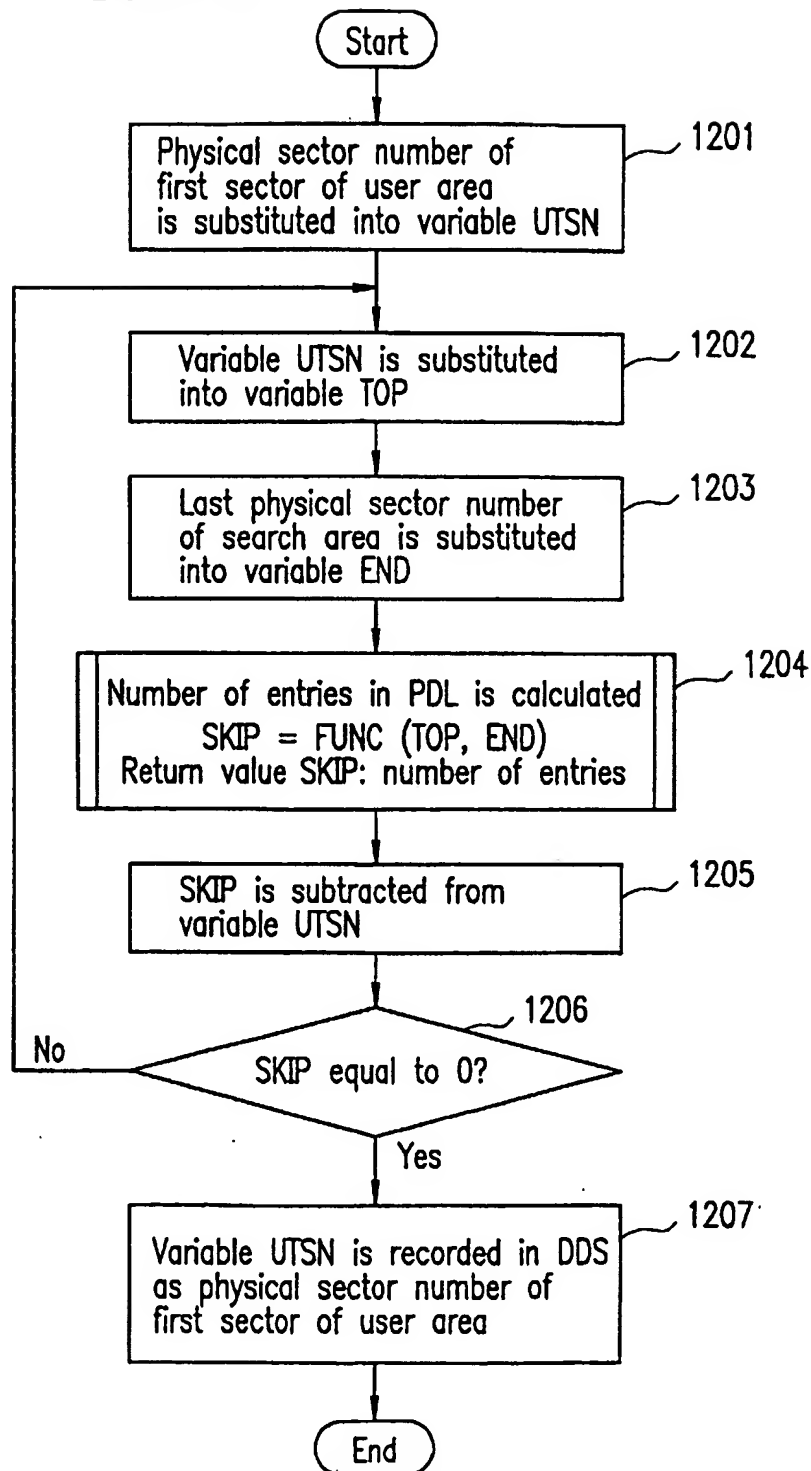 Start
Physical sector number of
first sector of user area
is substituted into variable UTSN
1201
Variable UTSN is substituted
into variable TOP
1202
Last physical sector number
of search area is substituted
into variable END
1203
Number of entries in PDL is calculated
SKIP = FUNC (TOP, END)
Return value SKIP: number of entries
1204
SKIP is subtracted from
variable UTSN
1205
SKIP equal to 0?
1206
No
Yes
Variable UTSN is recorded in DDS
as physical sector number of
first sector of user area
1207
End